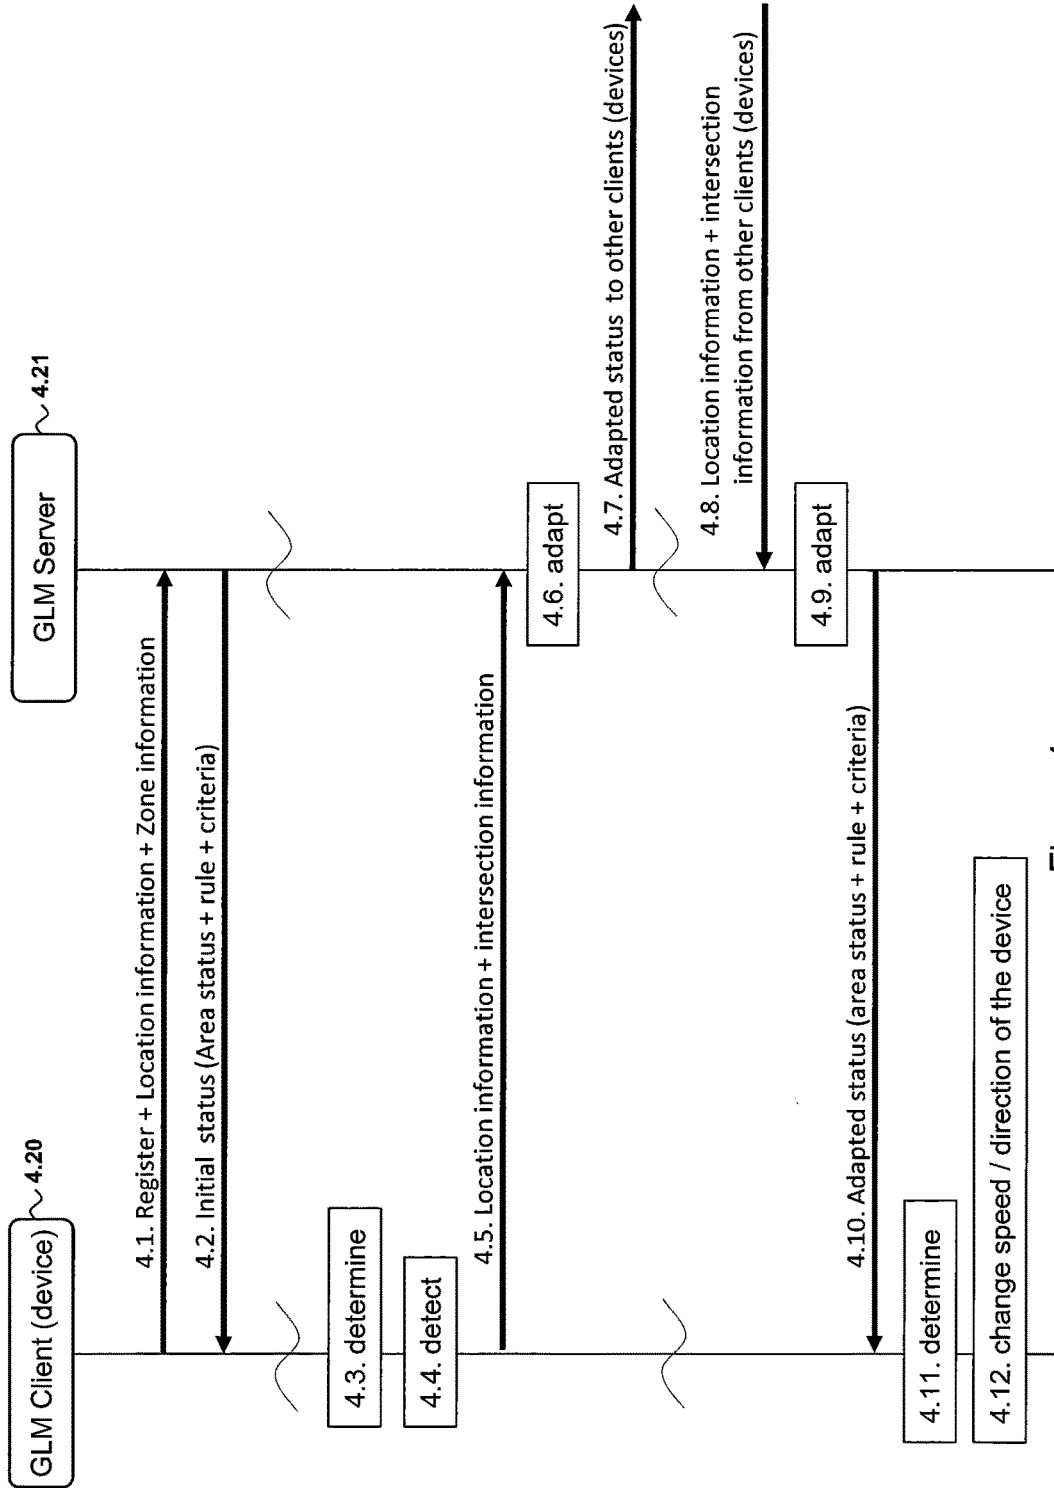 GLM Client (device)
4.20
GLM Server
4.21
4.1. Register + Location information + Zone information
4.2. Initial status (Area status + rule + criteria)
4.3. determine
4.4. detect
4.5. Location information + intersection information
4.6. adapt
4.7. Adapted status to other clients (devices)
4.8. Location information + intersection
information from other clients (devices)
4.9. adapt
4.10. Adapted status (area status + rule + criteria)
4.11. determine
4.12. change speed / direction of the device